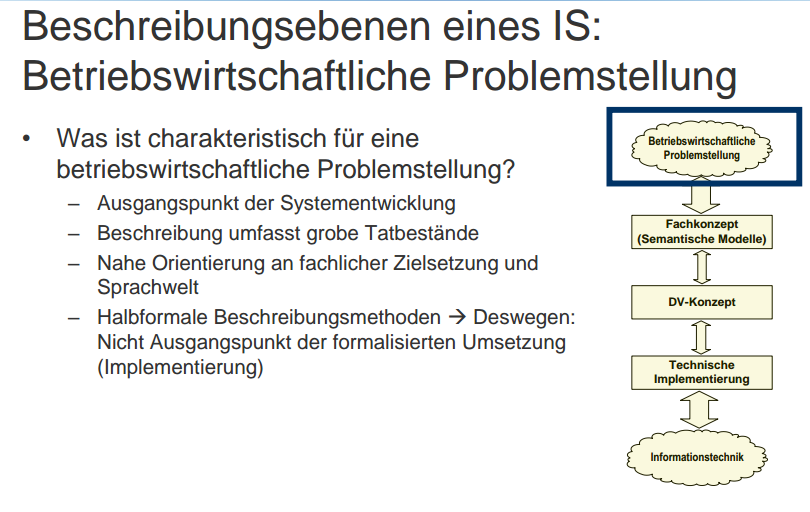 Beschreibungsebenen eines IS:
Betriebswirtschaftliche Problemstellung
• Was ist charakteristisch für eine
betriebswirtschaftliche Problemstellung?
– Ausgangspunkt der Systementwicklung
– Beschreibung umfasst grobe Tatbestände
– Nahe Orientierung an fachlicher Zielsetzung und
Sprachwelt
– Halbformale Beschreibungsmethoden → Deswegen:
Nicht Ausgangspunkt der formalisierten Umsetzung
(Implementierung)
Betriebswirtschaftliche
Problemstellung
Fachkonzept
(Semantische Modelle)
DV-Konzept
Technische
Implementierung
Informationstechnik